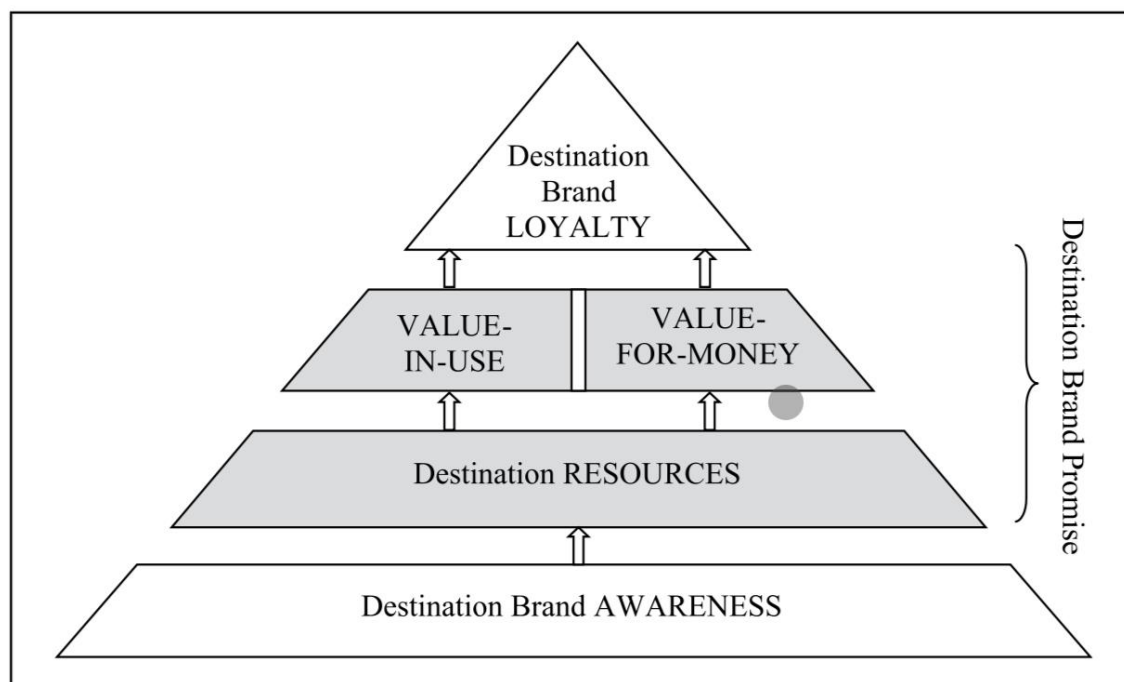 Destination
Brand
LOYALTY
VALUE-
IN-USE
VALUE-
FOR-MONEY
Destination RESOURCES
Destination Brand AWARENESS
Destination Brand Promise